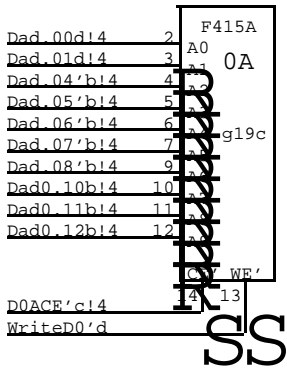 F415A
Dad.00d!4 2 A0 0A
Dad.01d!4 3 A1
Dad.04'b!4 4
Dad.05'b!4 5
Dad.06'b!4 6 g19c
Dad.07'b!4 7
Dad.08'b!4 9
Dad0.10b!4 10
Dad0.11b!4 11
Dad0.12b!4 12
WE'
14 13
D0ACE'c!4
WriteD0'd
SS